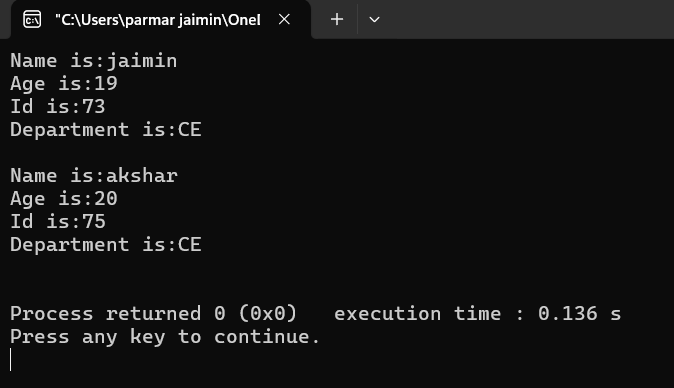 "C:\Users\parmar jaimin\OneI
Name is:jaimin
Age is:19
Id is:73
Department is:CE
Name is:akshar
Age is:20
Id is:75
Department is:CE
Process returned 0 (0x0)   execution time : 0.136 s
Press any key to continue.